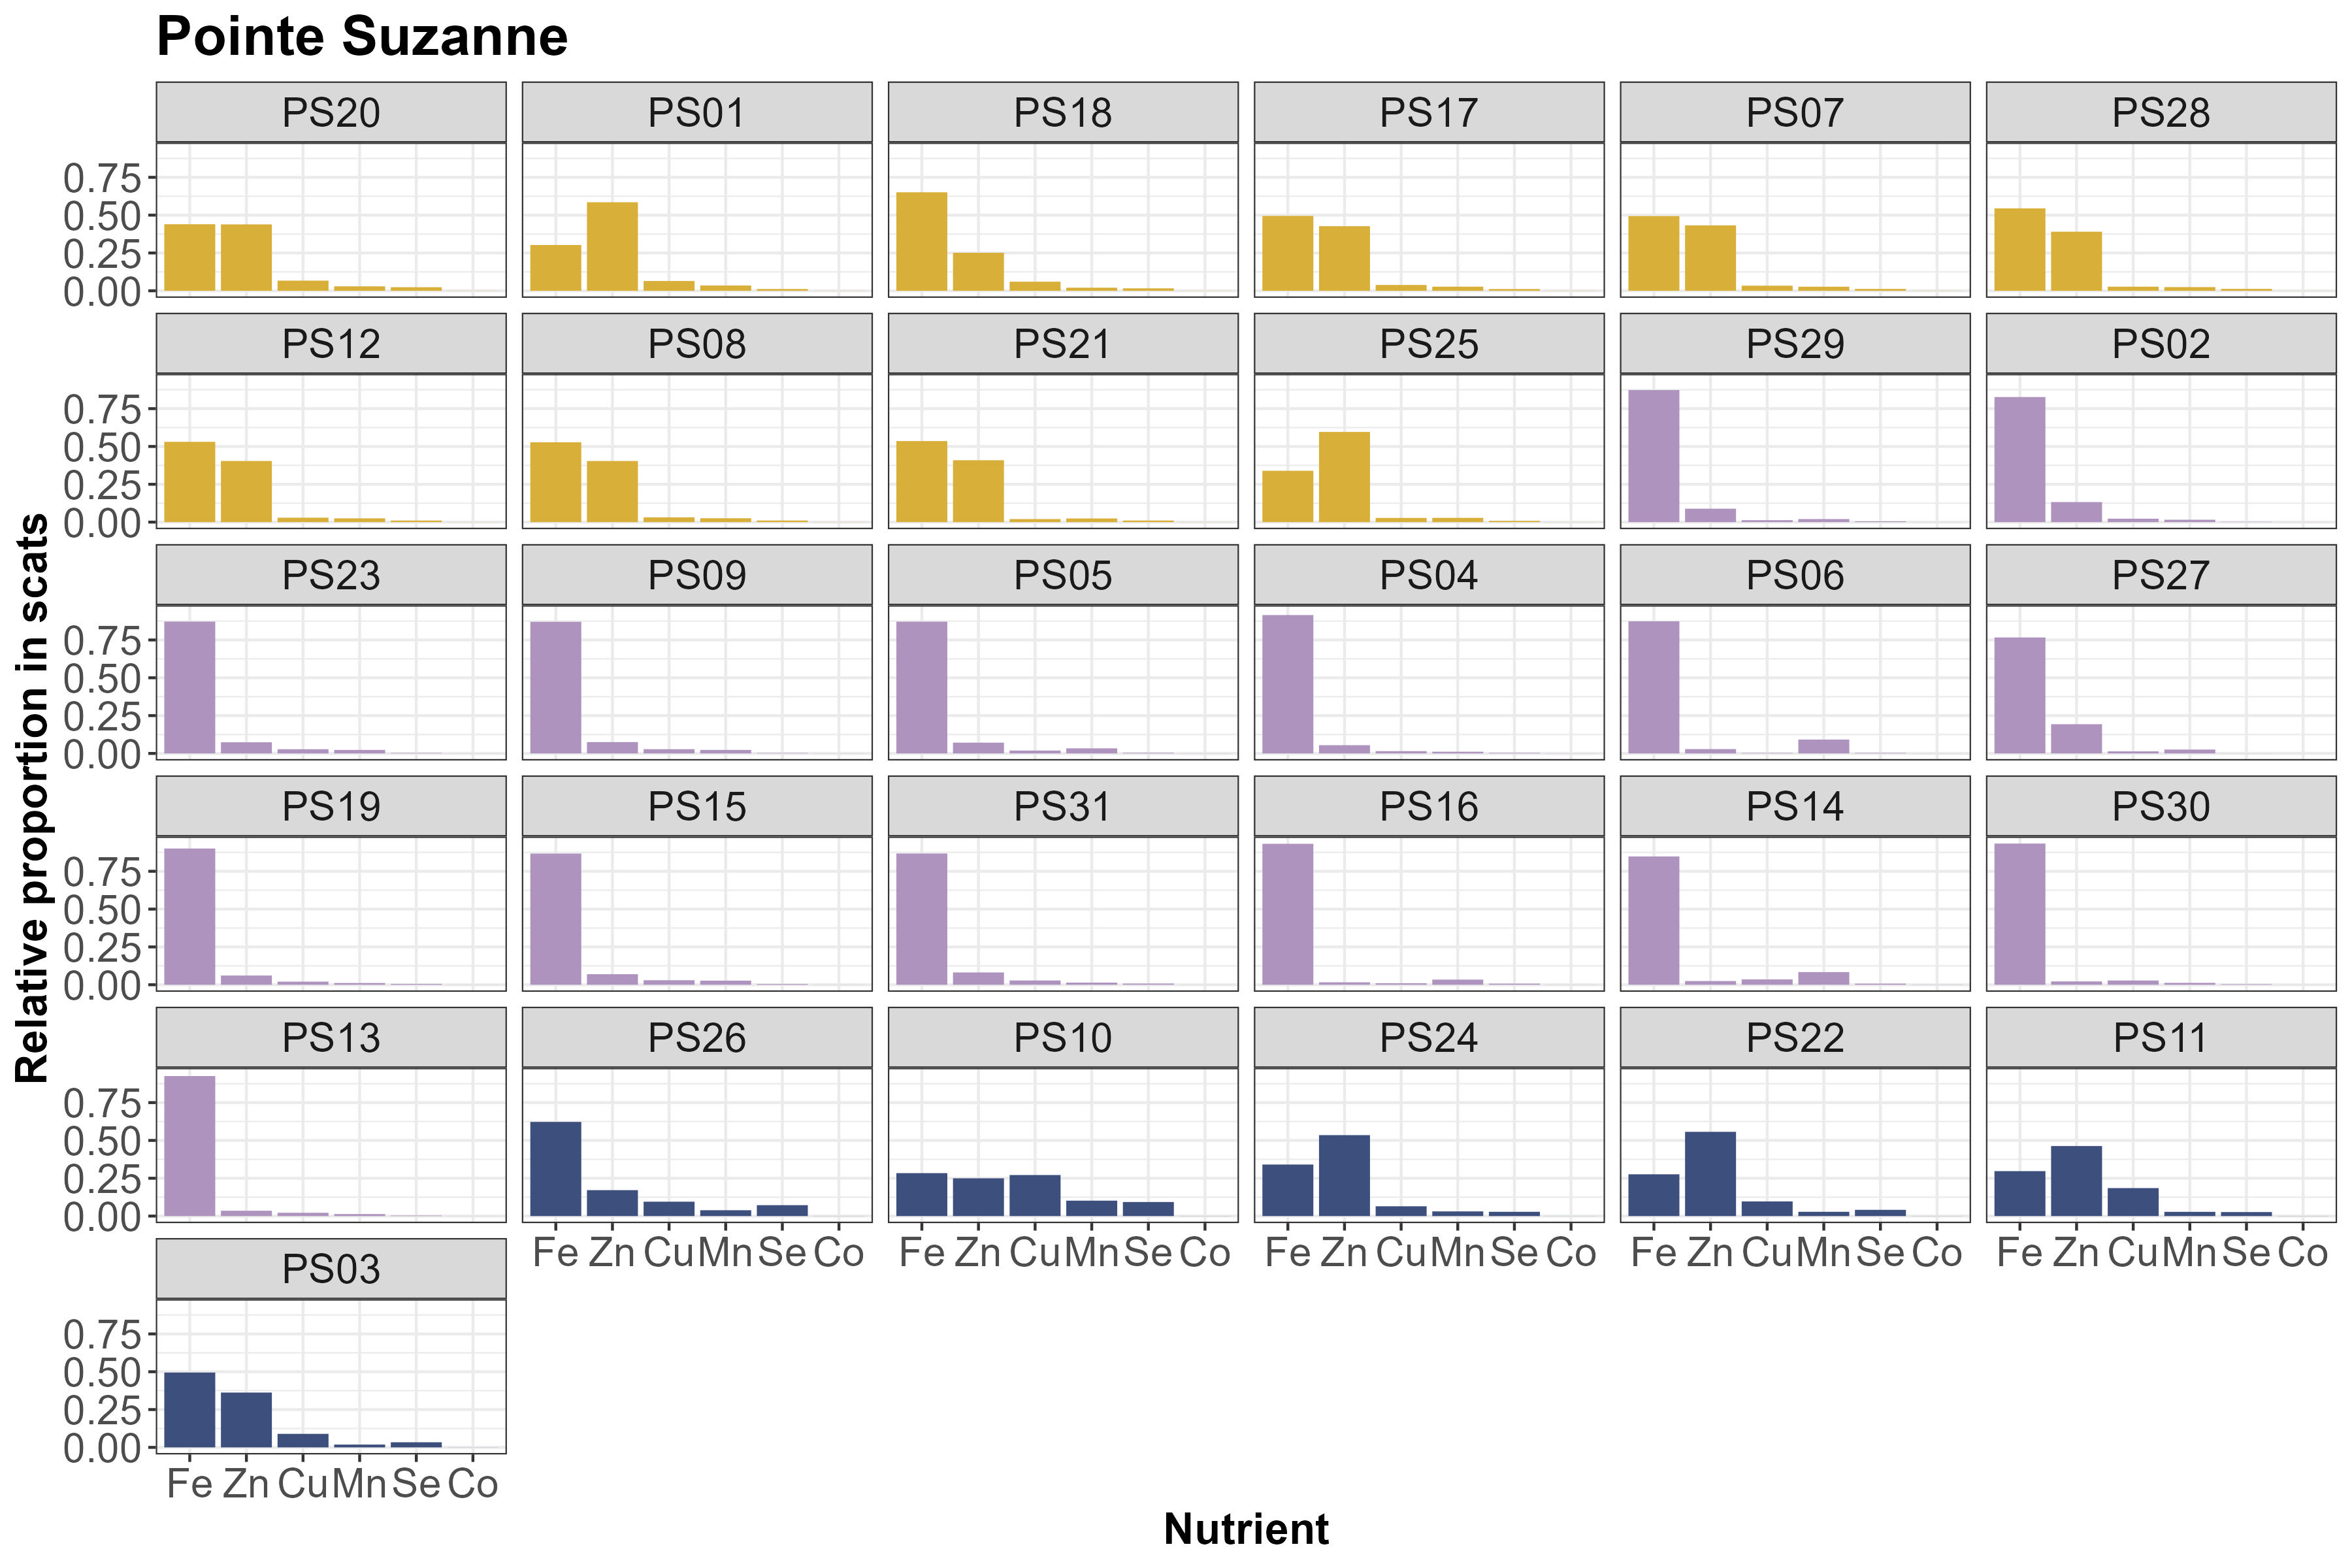 Pointe Suzanne
PS20 PS01 PS18 PS17 PS07 PS28
0.75
0.50
0.25
0.00
PS12 PS08 PS21 PS25 PS29 PS02
0.75
0.50
0.25
0.00
PS23 PS09 PS05 PS04 PS06 PS27
0.75
0.50
0.25
0.00
PS19 PS15 PS31 PS16 PS14 PS30
0.75
0.50
0.25
0.00
PS13 PS26 PS10 PS24 PS22 PS11
0.75
0.50
0.25
0.00
Fe Zn Cu Mn Se Co Fe Zn Cu Mn Se Co Fe Zn Cu Mn Se Co Fe Zn Cu Mn Se Co Fe Zn Cu Mn Se Co
PS03
0.75
0.50
0.25
0.00
Fe Zn Cu Mn Se Co
Relative proportion in scats
Nutrient